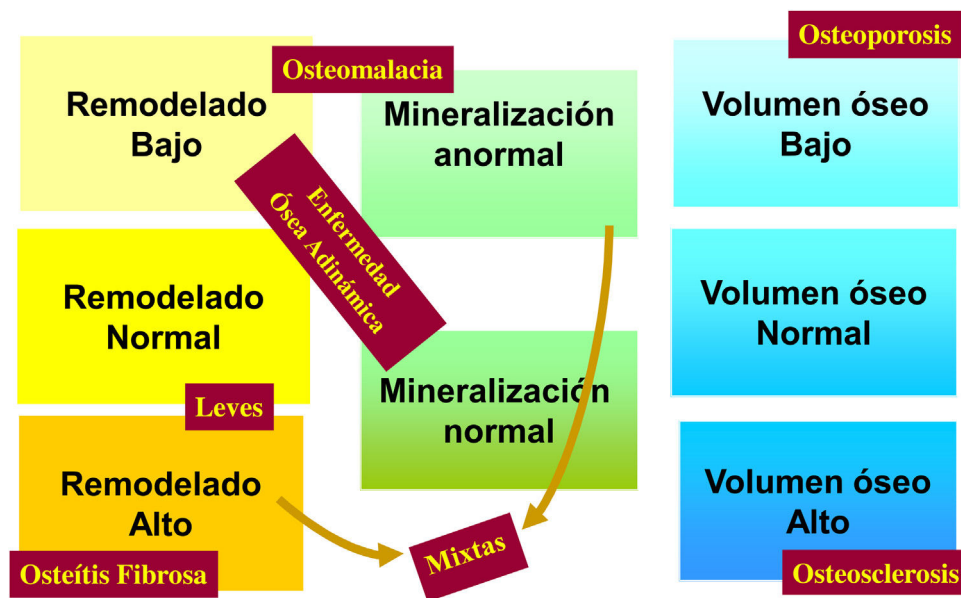 Osteoporosis
Osteomalacia
Remodelado
Bajo
Mineralización
anormal
Volumen óseo
Bajo
Enfermedad
Ósea Adinámica
Remodelado
Normal
Volumen óseo
Normal
Mineralización
normal
Leves
Remodelado
Alto
Volumen óseo
Alto
Mixtas
Osteítis Fibrosa
Osteosclerosis